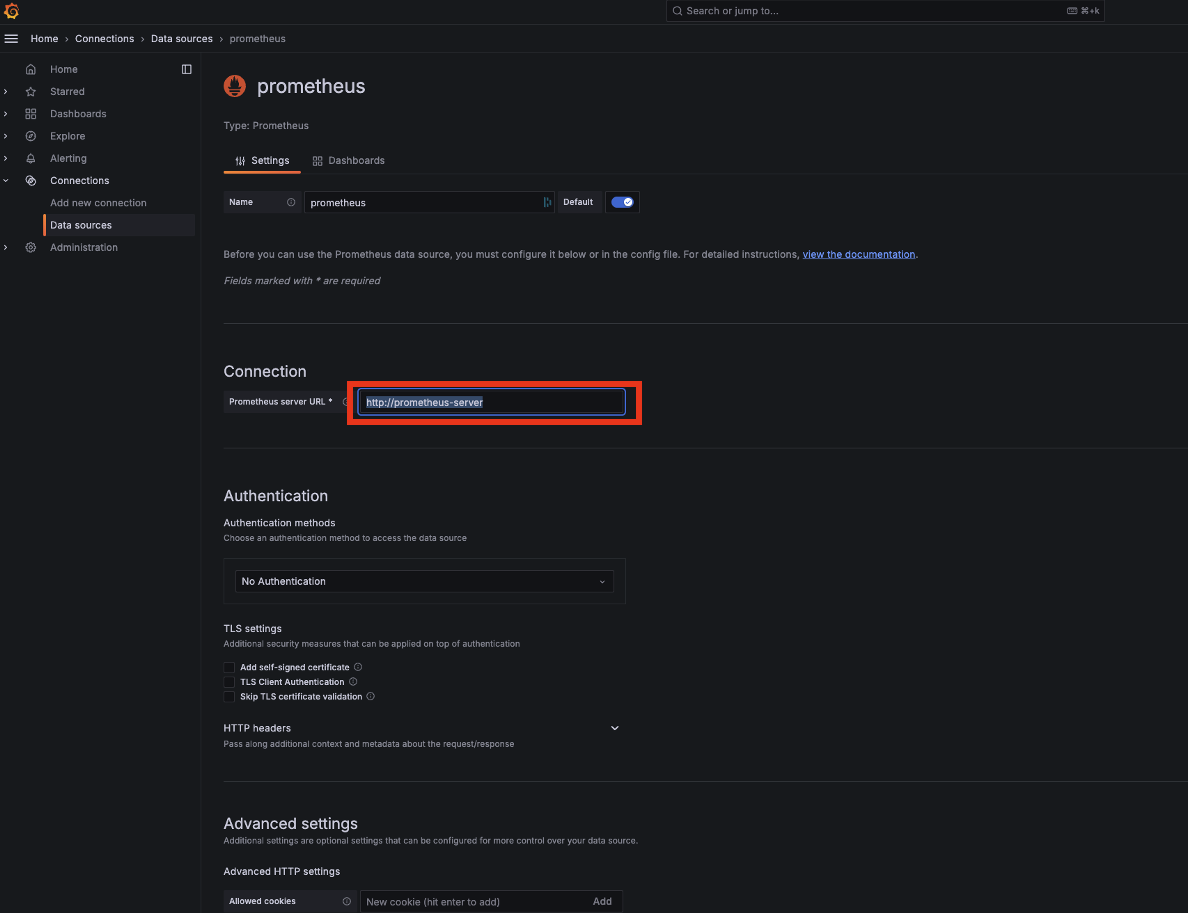 Search or jump to...
⌘+k
Home › Connections › Data sources › prometheus
Home
Starred
Dashboards
Explore
Alerting
Connections
Add new connection
Data sources
Administration
prometheus
Type: Prometheus
Settings
Dashboards
Name
prometheus
Default
Before you can use the Prometheus data source, you must configure it below or in the config file. For detailed instructions, view the documentation.
Fields marked with * are required
Connection
Prometheus server URL *
http://prometheus-server
Authentication
Authentication methods
Choose an authentication method to access the data source
No Authentication
TLS settings
Additional security measures that can be applied on top of authentication
Add self-signed certificate
TLS Client Authentication
Skip TLS certificate validation
HTTP headers
Pass along additional context and metadata about the request/response
Advanced settings
Additional settings are optional settings that can be configured for more control over your data source.
Advanced HTTP settings
Allowed cookies
New cookie (hit enter to add)
Add